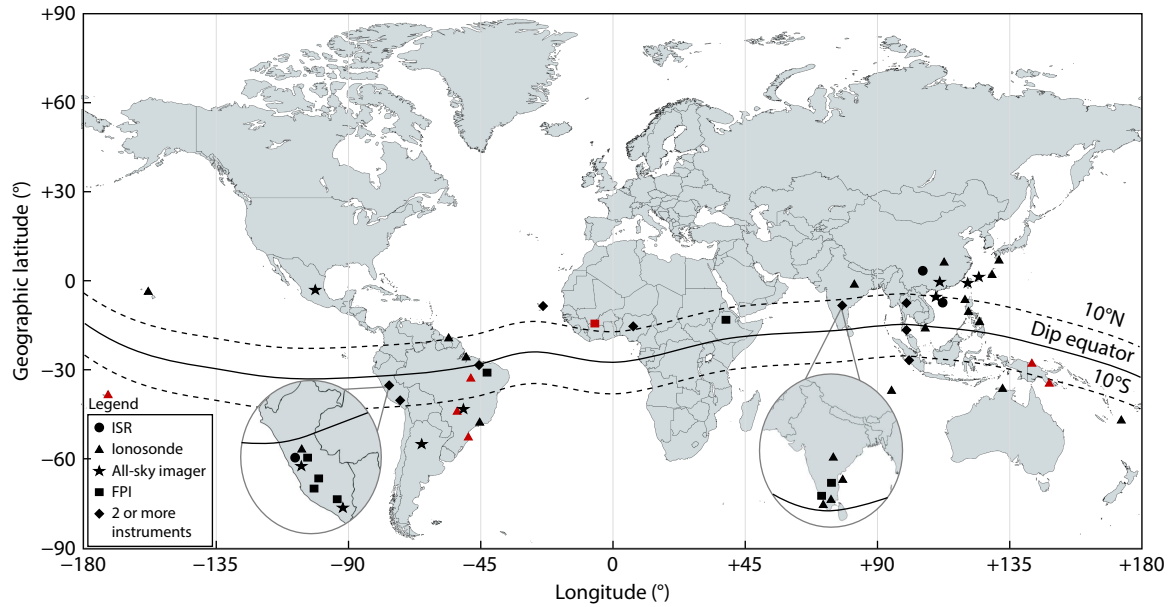 +90
+60
+30
0
−30
−60
−90
Geographic latitude (°)
10°N
Dip equator
10°S
Legend
ISR
Ionosonde
All-sky imager
FPI
2 or more
instruments
−180
−135
−90
−45
0
+45
+90
+135
+180
Longitude (°)